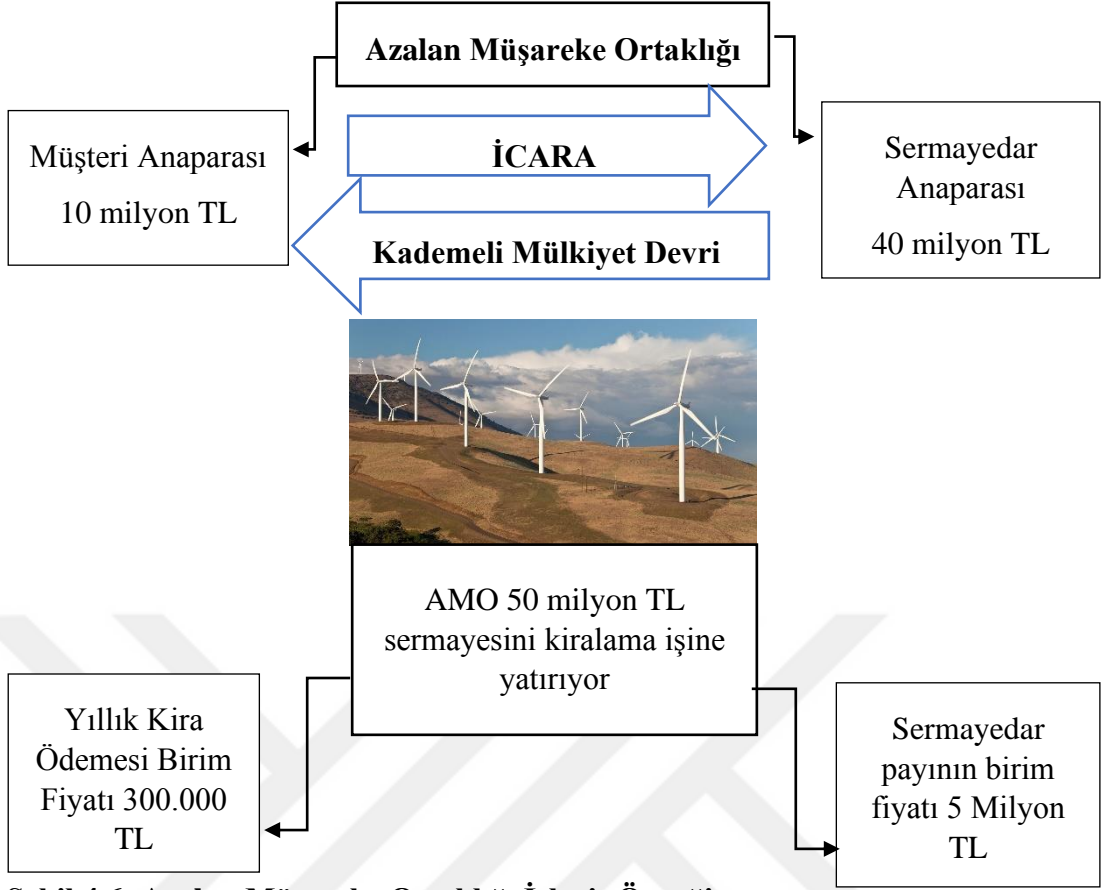 Azalan Müşareke Ortaklığı
Müşteri Anaparası
10 milyon TL
İCARA
Kademeli Mülkiyet Devri
Sermayedar
Anaparası
40 milyon TL
AMO 50 milyon TL
sermayesini kiralama işine
yatırıyor
Yıllık Kira
Ödemesi Birim
Fiyatı 300.000
TL
Sermayedar
payının birim
fiyatı 5 Milyon
TL